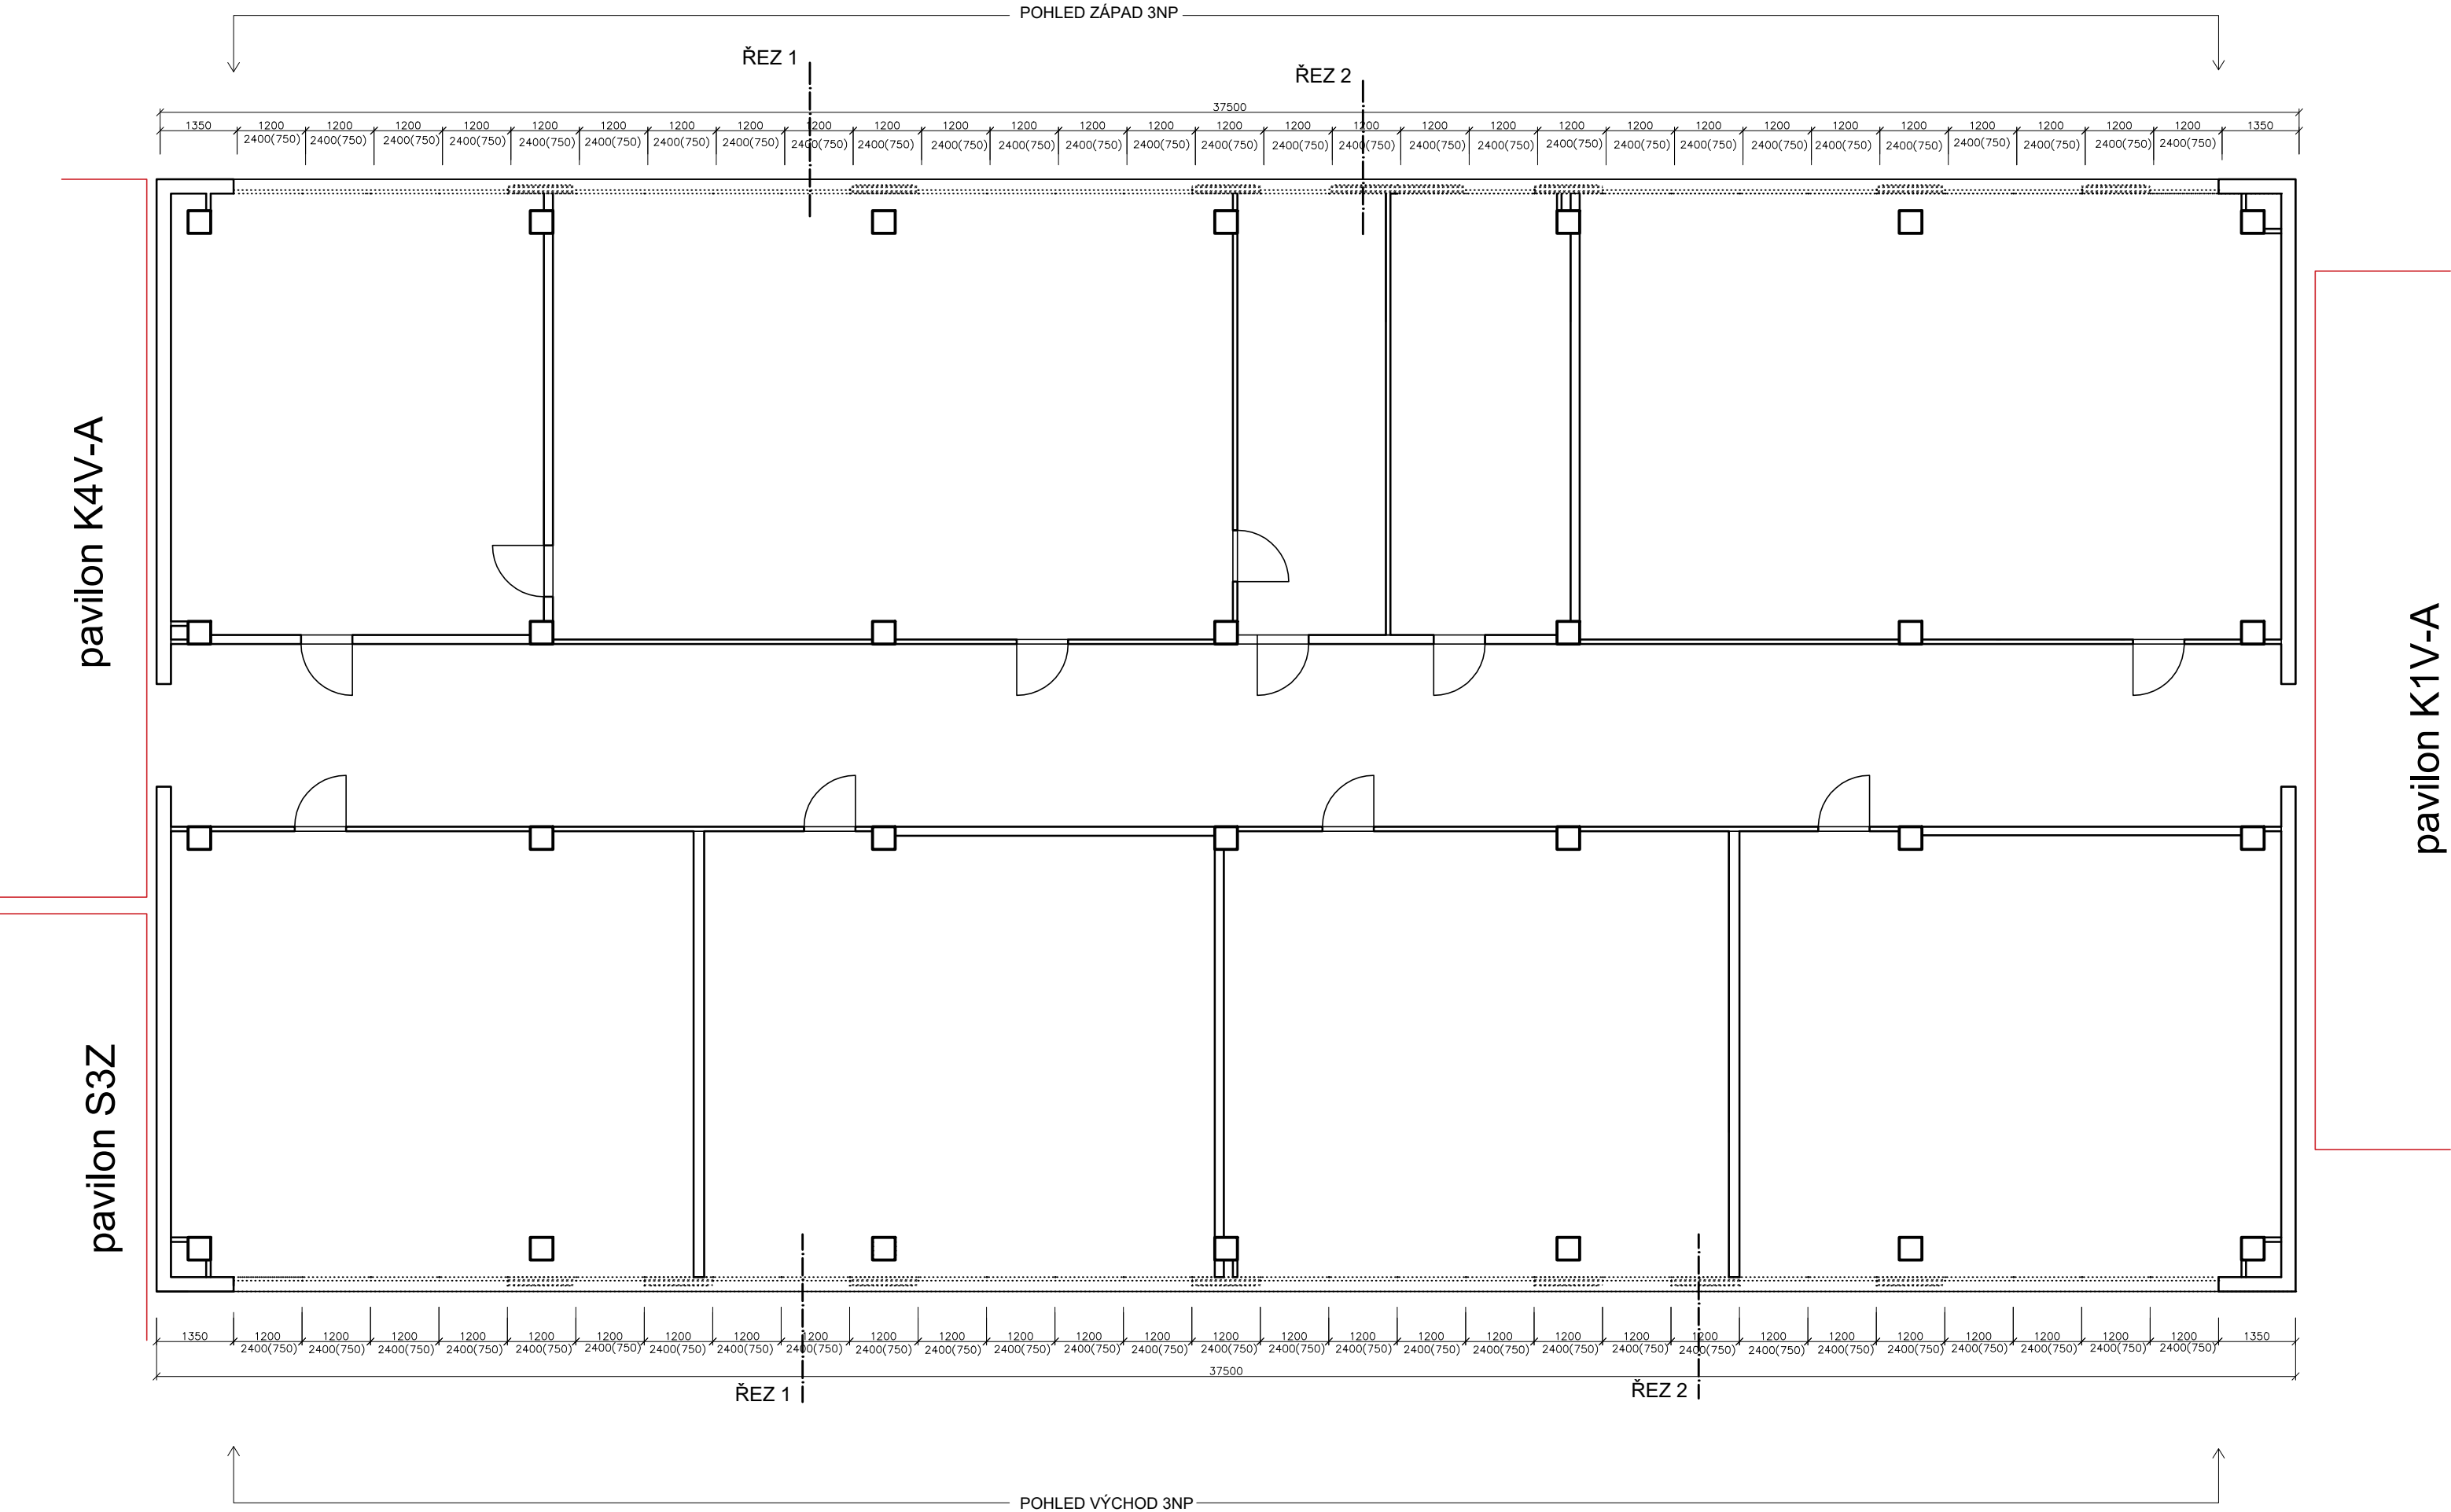 POHLED ZÁPAD 3NP
ŘEZ 1
ŘEZ 2
37500
1350 1200 1200 1200 1200 1200 1200 1200 1200 1200 1200 1200 1200 1200 1200 1200 1200 1200 1200 1200 1200 1200 1200 1200 1200 1200 1200 1200 1200 1200 1350
2400(750) 2400(750) 2400(750) 2400(750) 2400(750) 2400(750) 2400(750) 2400(750) 2400(750) 2400(750) 2400(750) 2400(750) 2400(750) 2400(750) 2400(750) 2400(750) 2400(750) 2400(750) 2400(750) 2400(750) 2400(750) 2400(750) 2400(750) 2400(750) 2400(750) 2400(750) 2400(750) 2400(750) 2400(750)
pavilon K4V-A
pavilon K1V-A
pavilon S3Z
1350 1200 1200 1200 1200 1200 1200 1200 1200 1200 1200 1200 1200 1200 1200 1200 1200 1200 1200 1200 1200 1200 1200 1200 1200 1200 1200 1200 1200 1200 1350
2400(750) 2400(750) 2400(750) 2400(750) 2400(750) 2400(750) 2400(750) 2400(750) 2400(750) 2400(750) 2400(750) 2400(750) 2400(750) 2400(750) 2400(750) 2400(750) 2400(750) 2400(750) 2400(750) 2400(750) 2400(750) 2400(750) 2400(750) 2400(750) 2400(750) 2400(750) 2400(750) 2400(750) 2400(750)
37500
ŘEZ 1
ŘEZ 2
POHLED VÝCHOD 3NP